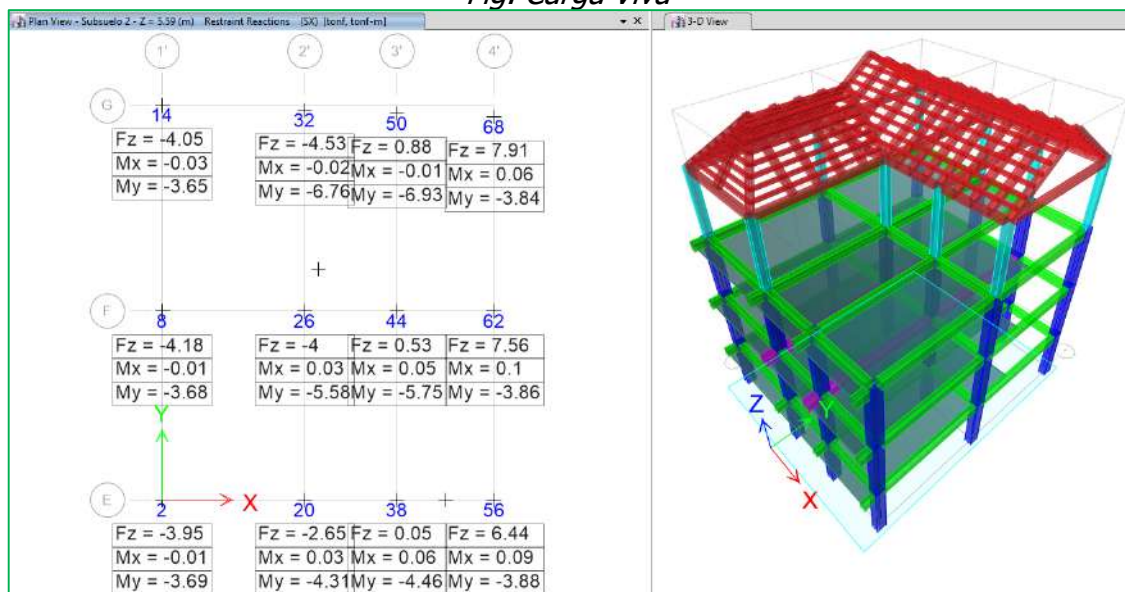 Fig. Carga Viva
Plan View - Subsuelo 2 - Z = 5.59 (m) Restraint Reactions (SX) [tonf, tonf-m]
3-D View
1' 2' 3' 4'
G
14 32 50 68
Fz = -4.05 Fz = -4.53 Fz = 0.88 Fz = 7.91
Mx = -0.03 Mx = -0.02 Mx = -0.01 Mx = 0.06
My = -3.65 My = -6.76 My = -6.93 My = -3.84
F
8 26 44 62
Fz = -4.18 Fz = -4 Fz = 0.53 Fz = 7.56
Mx = -0.01 Mx = 0.03 Mx = 0.05 Mx = 0.1
My = -3.68 My = -5.58 My = -5.75 My = -3.86
Y
E
X
2 20 38 56
Fz = -3.95 Fz = -2.65 Fz = 0.05 Fz = 6.44
Mx = -0.01 Mx = 0.03 Mx = 0.06 Mx = 0.09
My = -3.69 My = -4.31 My = -4.46 My = -3.88
Z
Y
X